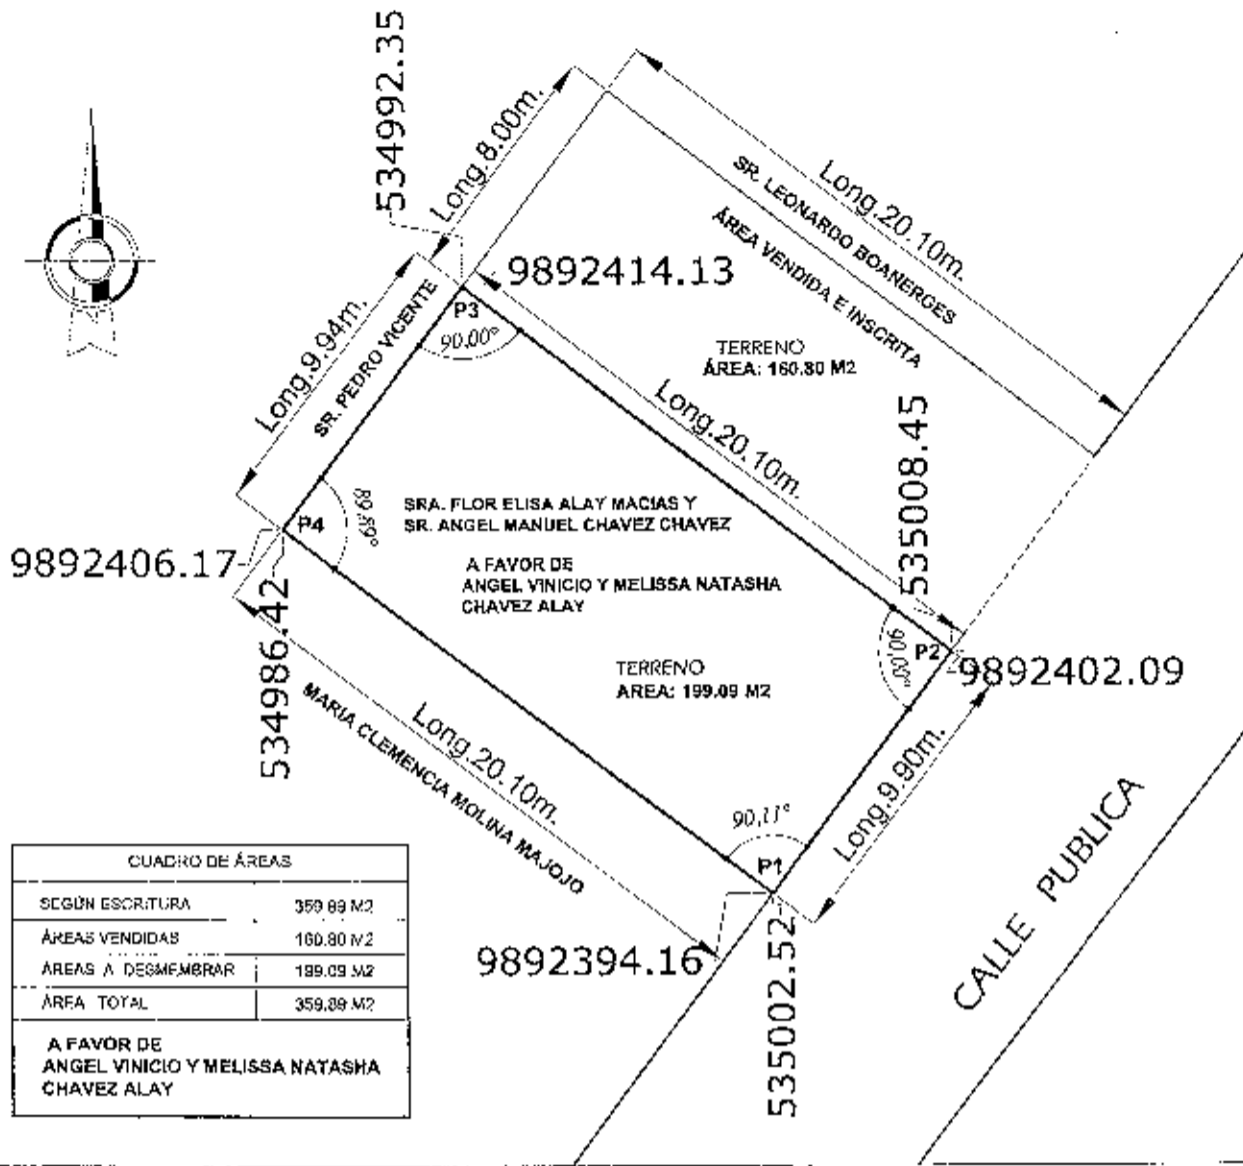 534992.35
Long.8.00m.
9892414.13
Long.20.10m.
SR. LEONARDO BOANERGES
ÁREA VENDIDA E INSCRITA
TERRENO
ÁREA: 160.80 M2
Long.9.94m.
SR. PEDRO VICENTE
P3
90,00°
Long.20.10m.
535008.45
P4
89,89°
SRA. FLOR ELISA ALAY MACIAS Y
SR. ANGEL MANUEL CHAVEZ CHAVEZ
A FAVOR DE
ANGEL VINICIO Y MELISSA NATASHA
CHAVEZ ALAY
9892406.17
534986.42
TERRENO
AREA: 199.09 M2
90,00°
P2
9892402.09
MARIA CLEMENCIA MOLINA MAJOJO
Long.20.10m.
90,11°
P1
Long.9.90m.
9892394.16
535002.52
CALLE PUBLICA
CUADRO DE ÁREAS
SEGÚN ESCRITURA 359.89 M2
ÁREAS VENDIDAS 160.80 M2
ÁREAS A DESMEMBRAR 199.09 M2
ÁREA TOTAL 359.89 M2
A FAVOR DE
ANGEL VINICIO Y MELISSA NATASHA
CHAVEZ ALAY